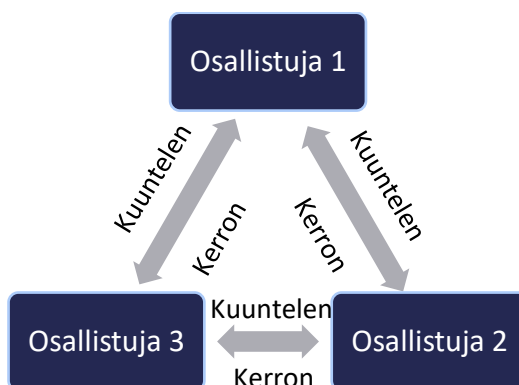 Osallistuja 1
Kuuntelen
Kerron
Kerron
Kuuntelen
Osallistuja 3
Kuuntelen
Kerron
Osallistuja 2